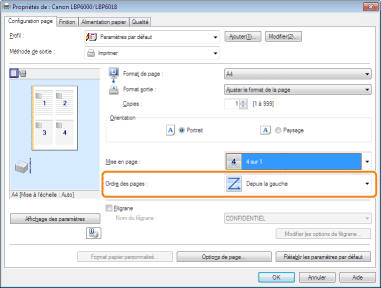 Propriétés de : Canon LBP6000/LBP6018
Configuration page Finition Alimentation papier Qualité
Profil : Paramètres par défaut Ajouter(1)... Modifier(2)...
Méthode de sortie : Imprimer
Format de page : A4
Format sortie : Ajuster le format de la page
Copies : 1 [1 à 999]
Orientation
A Portrait A Paysage
1 2
3 4
Mise en page : 4 4 sur 1
Ordre des pages : Depuis la gauche
A4 [Mise à l'échelle : Auto]
Filigrane
Affichage des paramètres Nom du filigrane : CONFIDENTIEL
Modifier les options de filigrane...
Format papier personnalisé... Options de page... Rétablir les paramètres par défaut
OK Annuler Aide